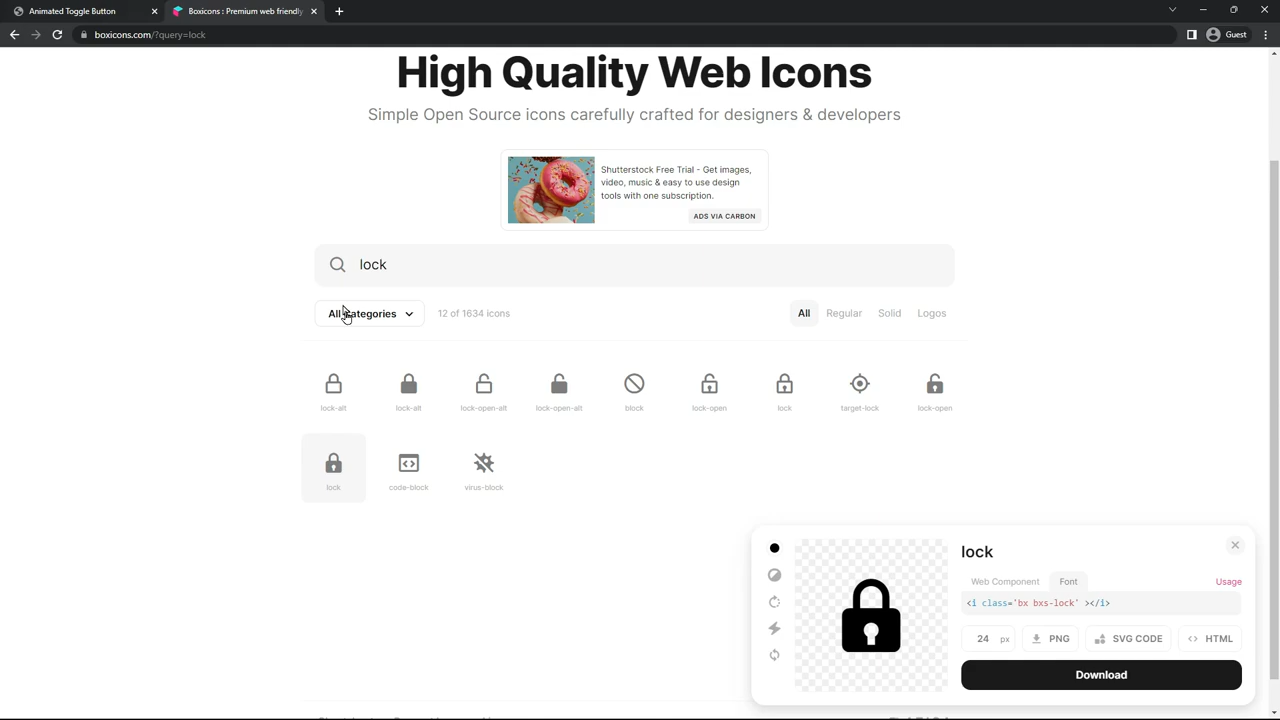 Animated Toggle Button
Boxicons : Premium web friendly
boxicons.com/?query=lock
Guest
High Quality Web Icons
Simple Open Source icons carefully crafted for designers & developers
Shutterstock Free Trial - Get images,
video, music & easy to use design
tools with one subscription.
ADS VIA CARBON
lock
All Categories
12 of 1634 icons
All
Regular
Solid
Logos
lock-alt
lock-alt
lock-open-alt
lock-open-alt
block
lock-open
lock
target-lock
lock-open
lock
code-block
virus-block
lock
Web Component
Font
Usage
<i class='bx bxs-lock' ></i>
24 px
PNG
SVG CODE
HTML
Download